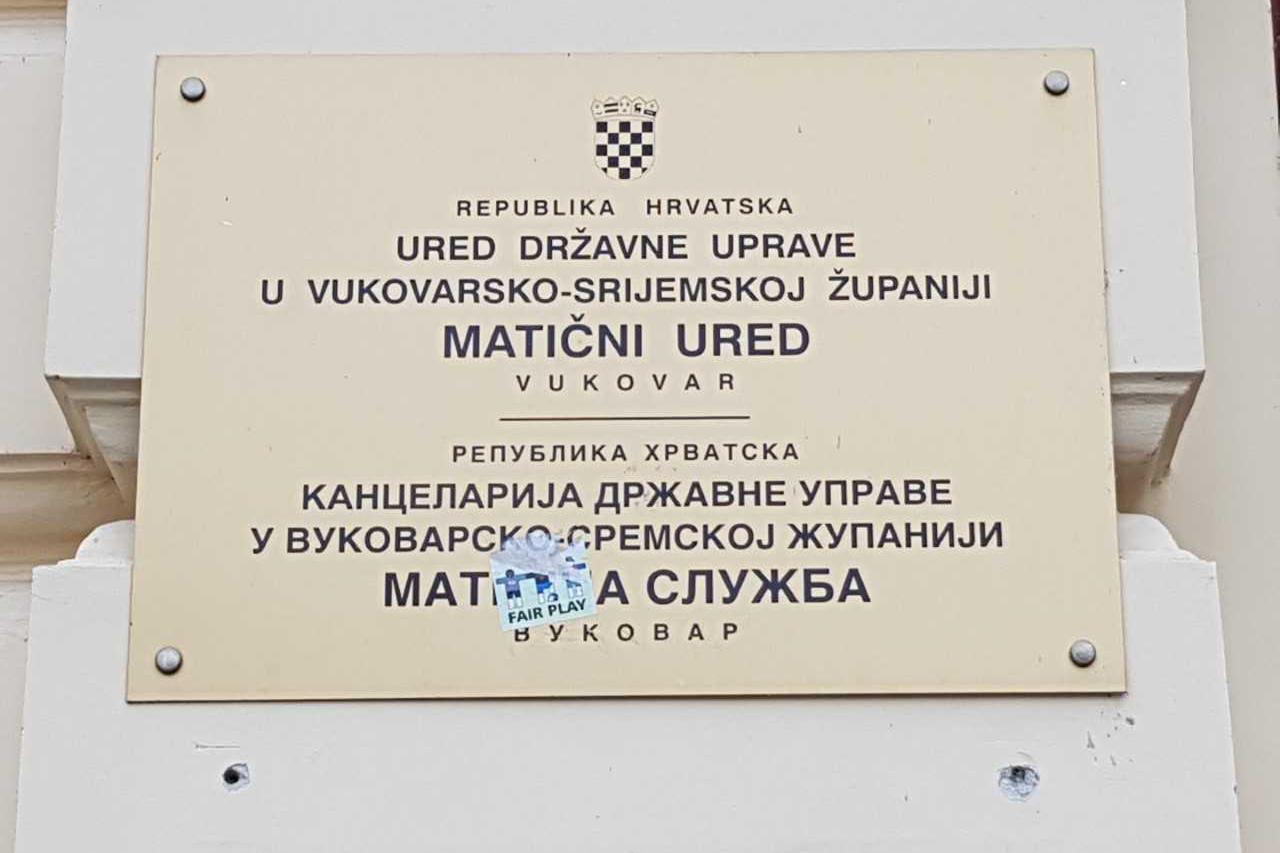 REPUBLIKA HRVATSKA
URED DRŽAVNE UPRAVE
U VUKOVARSKO-SRIJEMSKOJ ŽUPANIJI
MATIČNI URED
VUKOVAR
РЕПУБЛИКА ХРВАТСКА
КАНЦЕЛАРИЈА ДРЖАВНЕ УПРАВЕ
У ВУКОВАРСКО-СРЕМСКОЈ ЖУПАНИЈИ
СЛУЖБА
FAIR PLAY
ВУКОВАР